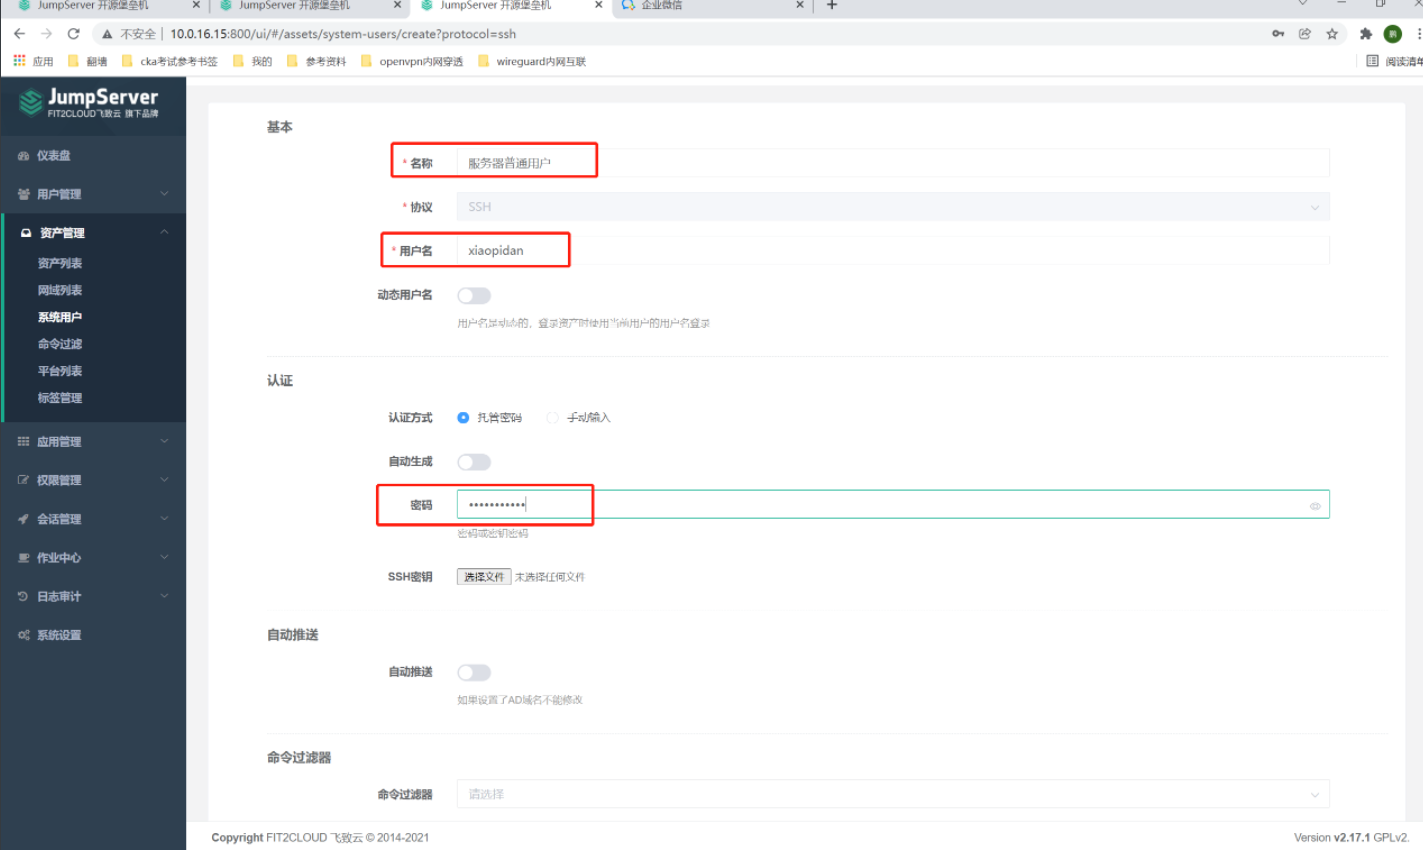 JumpServer 开源堡垒机 JumpServer 开源堡垒机 JumpServer 开源堡垒机 企业微信
不安全 10.0.16.15:800/ui/#/assets/system-users/create?protocol=ssh 鹏
应用 翻墙 cka考试参考书签 我的 参考资料 openvpn内网穿透 wireguard内网互联 阅读清单
JumpServer
FIT2CLOUD飞致云 旗下品牌
仪表盘
用户管理
资产管理
资产列表
网域列表
系统用户
命令过滤
平台列表
标签管理
应用管理
权限管理
会话管理
作业中心
日志审计
系统设置
基本
* 名称 服务器普通用户
* 协议 SSH
* 用户名 xiaopidan
动态用户名
用户名是动态的，登录资产时使用当前用户的用户名登录
认证
认证方式 托管密码 手动输入
自动生成
密码 •••••••••••
密码或密钥密码
SSH密钥 选择文件 未选择任何文件
自动推送
自动推送
如果设置了AD域名不能修改
命令过滤器
命令过滤器 请选择
Copyright FIT2CLOUD 飞致云 © 2014-2021 Version v2.17.1 GPLv2.